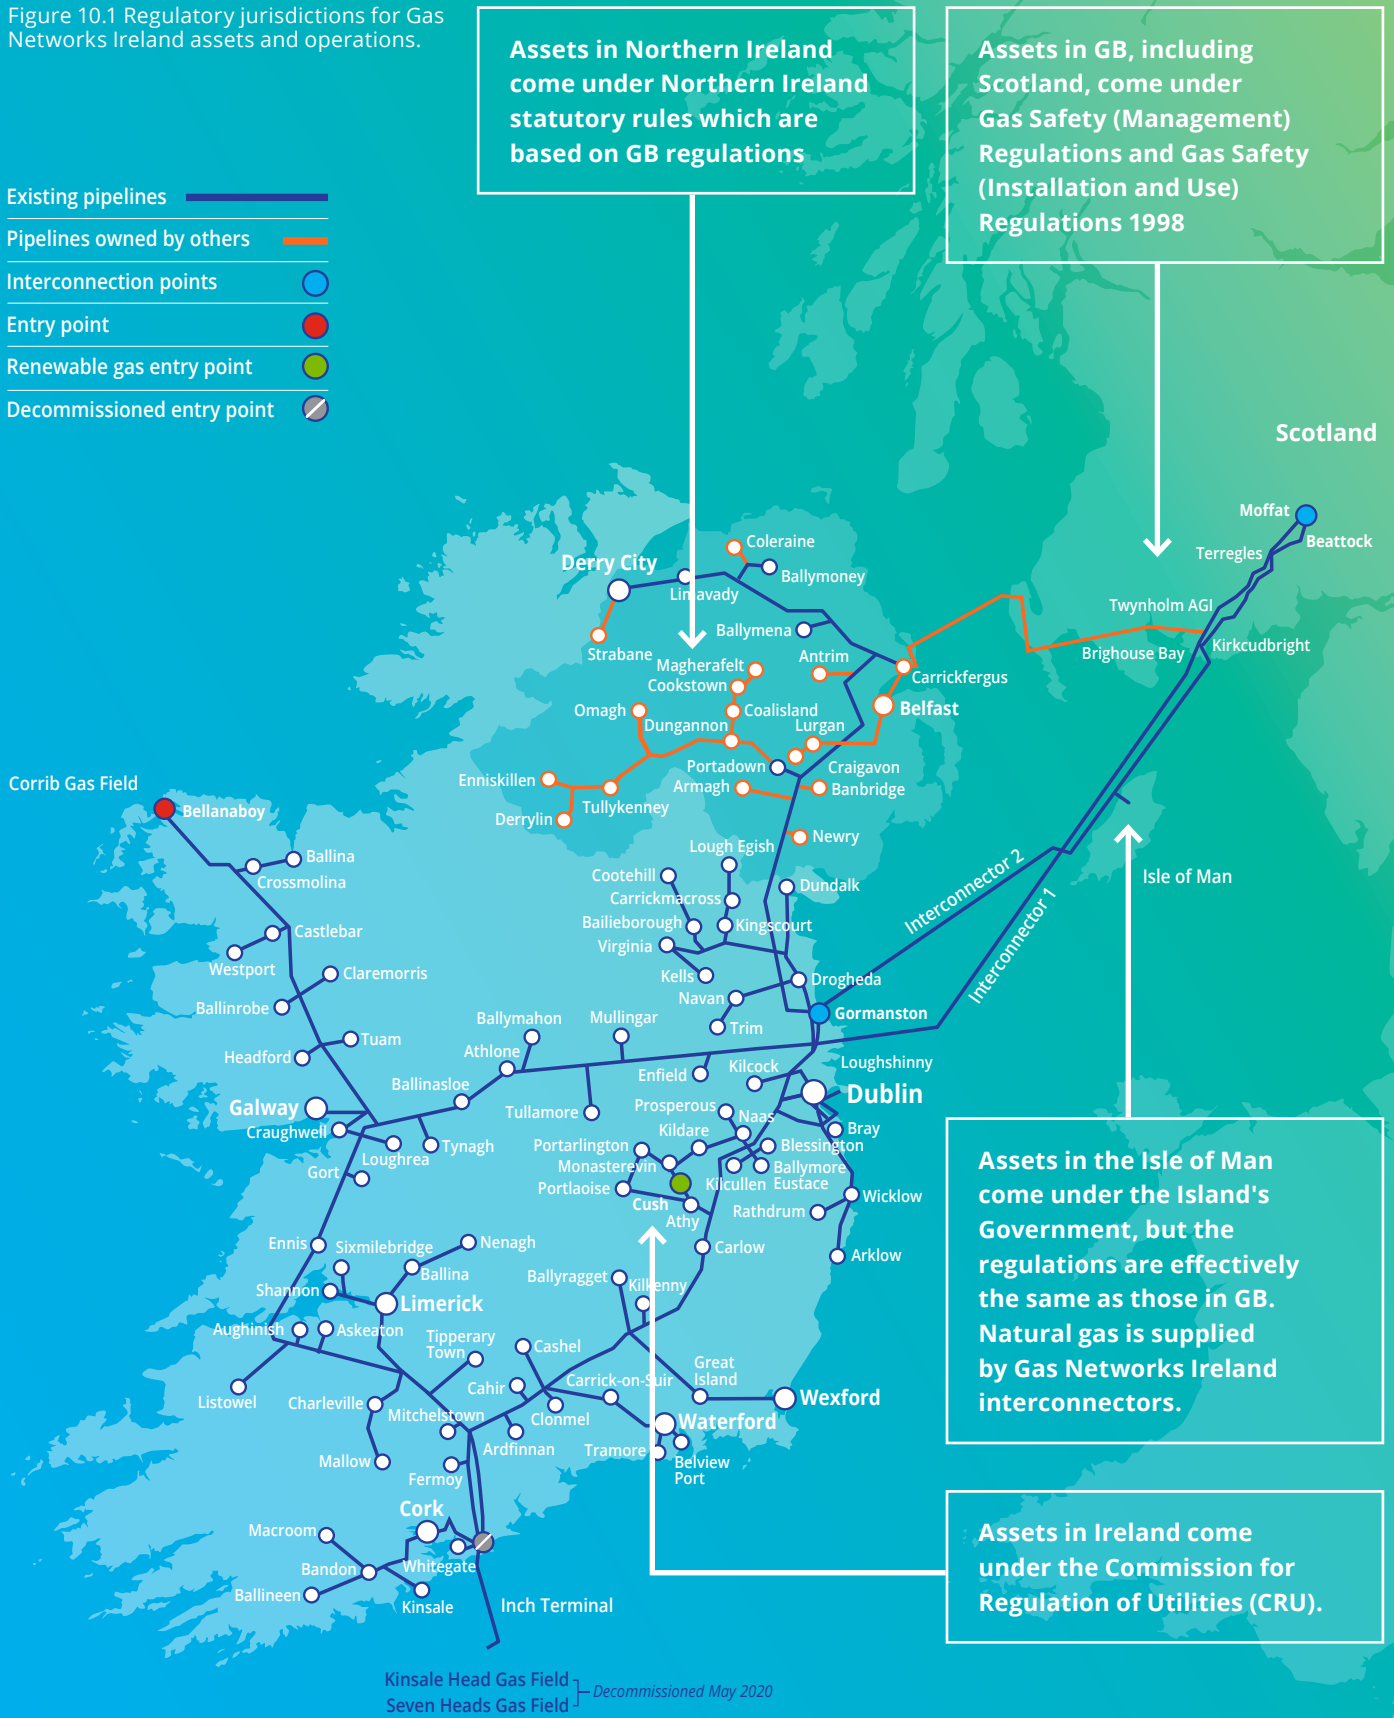 Figure 10.1 Regulatory jurisdictions for Gas
Networks Ireland assets and operations.
Assets in Northern Ireland
come under Northern Ireland
statutory rules which are
based on GB regulations
Assets in GB, including
Scotland, come under
Gas Safety (Management)
Regulations and Gas Safety
(Installation and Use)
Regulations 1998
Existing pipelines
Pipelines owned by others
Interconnection points
Entry point
Renewable gas entry point
Decommissioned entry point
Scotland
Moffat
Beattock
Terregles
Coleraine
Derry City
Ballymoney
Limavady
Twynholm AGI
Ballymena
Kirkcudbright
Brighouse Bay
Strabane
Antrim
Magherafelt
Cookstown
Carrickfergus
Omagh
Coalisland
Belfast
Dungannon
Lurgan
Portadown
Craigavon
Enniskillen
Armagh
Banbridge
Corrib Gas Field
Tullykenney
Bellanaboy
Derrylin
Newry
Lough Egish
Ballina
Crossmolina
Cootehill
Dundalk
Interconnector 2
Isle of Man
Carrickmacross
Bailieborough
Kingscourt
Castlebar
Virginia
Interconnector 1
Westport
Claremorris
Kells
Drogheda
Ballinrobe
Navan
Gormanston
Ballymahon
Mullingar
Trim
Tuam
Headford
Athlone
Loughshinny
Kilcock
Enfield
Ballinasloe
Dublin
Galway
Tullamore
Prosperous
Naas
Craughwell
Kildare
Bray
Tynagh
Portarlington
Blessington
Loughrea
Monasterevin
Ballymore
Eustace
Gort
Kilcullen
Portlaoise
Cush
Wicklow
Athy
Rathdrum
Assets in the Isle of Man
come under the Island's
Government, but the
regulations are effectively
the same as those in GB.
Natural gas is supplied
by Gas Networks Ireland
interconnectors.
Ennis
Sixmilebridge
Nenagh
Carlow
Arklow
Ballina
Ballyragget
Kilkenny
Shannon
Limerick
Aughinish
Askeaton
Tipperary
Town
Cashel
Great
Island
Carrick-on-Suir
Cahir
Listowel
Charleville
Wexford
Mitchelstown
Clonmel
Waterford
Ardfinnan
Tramore
Mallow
Belview
Port
Fermoy
Cork
Macroom
Whitegate
Bandon
Ballineen
Kinsale
Inch Terminal
Assets in Ireland come
under the Commission for
Regulation of Utilities (CRU).
Kinsale Head Gas Field
Seven Heads Gas Field
Decommissioned May 2020